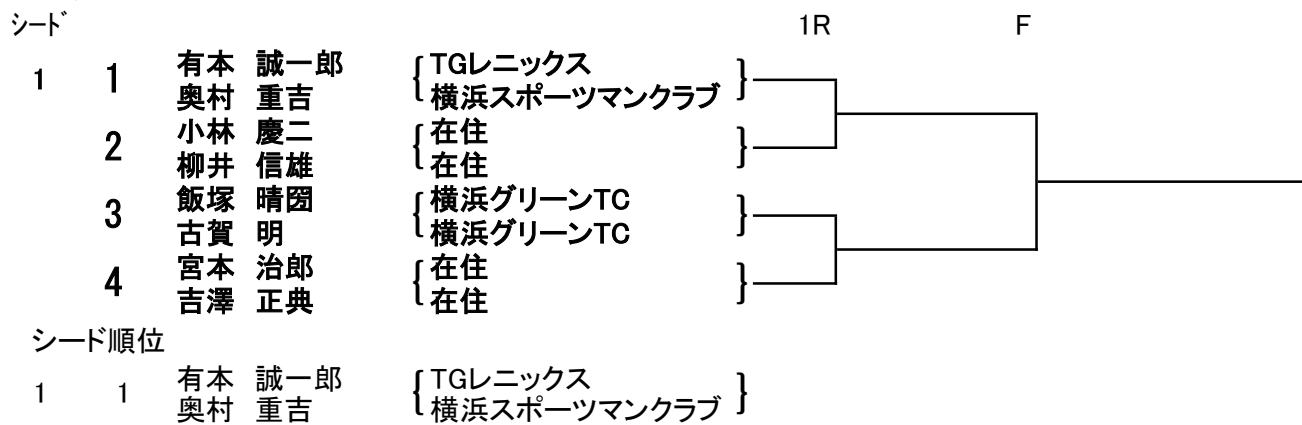 シード 1R F
1 1 有本 誠一郎 TGレニックス
奥村 重吉 横浜スポーツマンクラブ
2 小林 慶二 在住
柳井 信雄 在住
3 飯塚 晴圀 横浜グリーンTC
古賀 明 横浜グリーンTC
4 宮本 治郎 在住
吉澤 正典 在住
シード順位
1 1 有本 誠一郎 TGレニックス
奥村 重吉 横浜スポーツマンクラブ